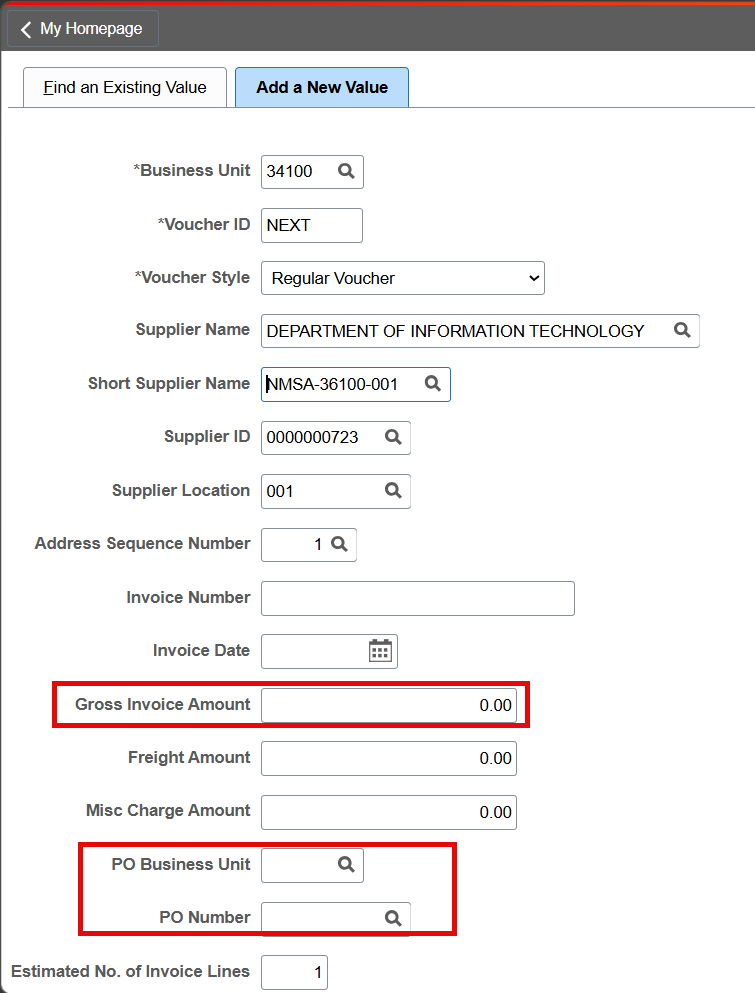 My Homepage
Find an Existing Value
Add a New Value
*Business Unit 34100
*Voucher ID NEXT
*Voucher Style Regular Voucher
Supplier Name DEPARTMENT OF INFORMATION TECHNOLOGY
Short Supplier Name NMSA-36100-001
Supplier ID 0000000723
Supplier Location 001
Address Sequence Number 1
Invoice Number
Invoice Date
Gross Invoice Amount 0.00
Freight Amount 0.00
Misc Charge Amount 0.00
PO Business Unit
PO Number
Estimated No. of Invoice Lines 1